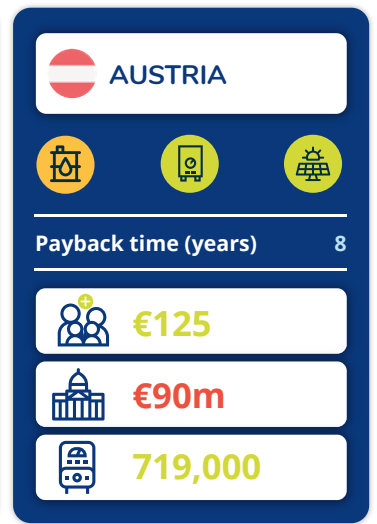 AUSTRIA
Payback time (years) 8
€125
€90m
719,000